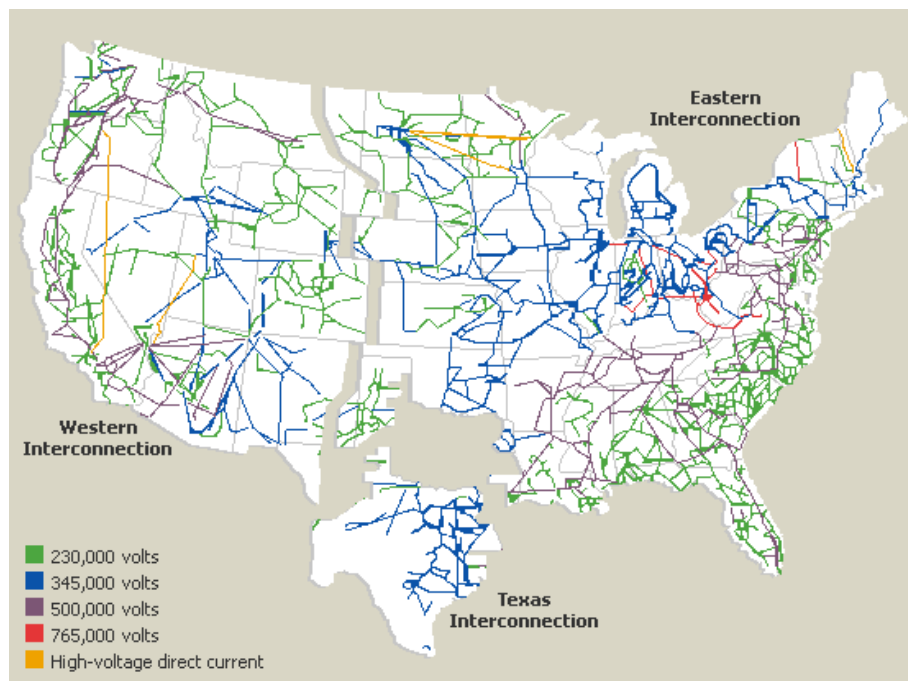 Eastern
Interconnection
Western
Interconnection
Texas
Interconnection
230,000 volts
345,000 volts
500,000 volts
765,000 volts
High-voltage direct current